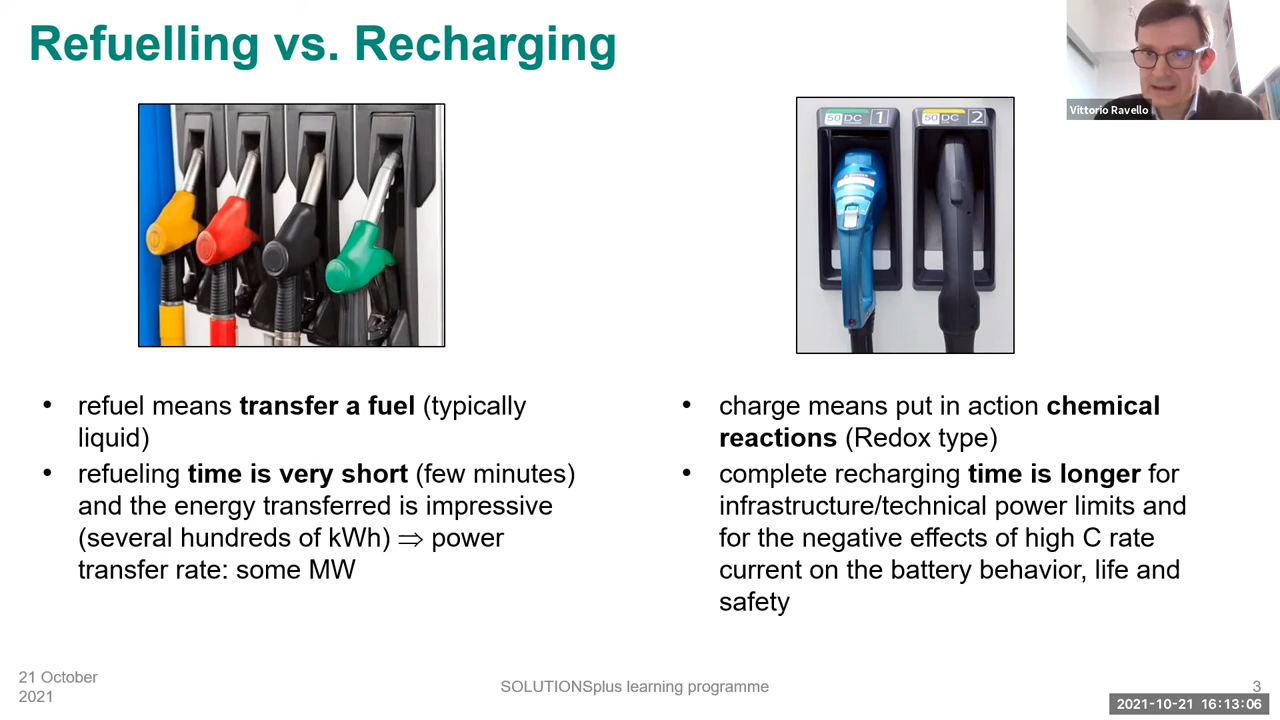 Refuelling vs. Recharging
50 DC 1
50 DC 2
Vittorio Ravello
• refuel means transfer a fuel (typically
liquid)
• refueling time is very short (few minutes)
and the energy transferred is impressive
(several hundreds of kWh) ⇒ power
transfer rate: some MW
• charge means put in action chemical
reactions (Redox type)
• complete recharging time is longer for
infrastructure/technical power limits and
for the negative effects of high C rate
current on the battery behavior, life and
safety
21 October
2021
SOLUTIONSplus learning programme
3
2021-10-21 16:13:06